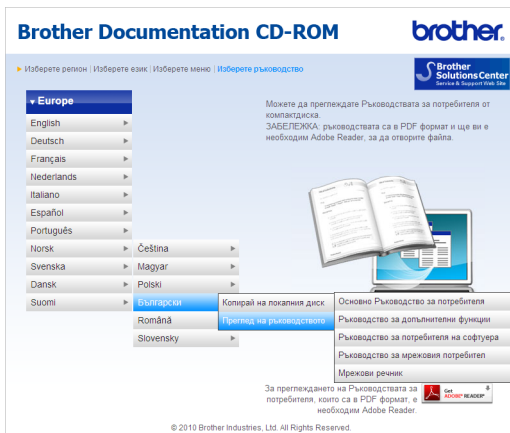 Brother Documentation CD-ROM
brother
Изберете регион | Изберете език | Изберете меню | Изберете ръководство
Brother
Solutions Center
Service & Support Web Site
Europe
English
Deutsch
Français
Nederlands
Italiano
Español
Português
Norsk
Svenska
Dansk
Suomi
Можете да преглеждате Ръководствата за потребителя от
компактдиска.
ЗАБЕЛЕЖКА: ръководствата са в PDF формат и ще ви е
необходим Adobe Reader, за да отворите файла.
Čeština
Magyar
Polski
Български
Română
Slovensky
Копирай на локалния диск
Преглед на ръководството
Основно Ръководство за потребителя
Ръководство за допълнителни функции
Ръководство за потребителя на софтуера
Ръководство за мрежовия потребител
Мрежови речник
За преглеждането на Ръководствата за
потребителя, които са в PDF формат, е
необходим Adobe Reader.
Get
ADOBE® READER®
© 2010 Brother Industries, Ltd. All Rights Reserved.